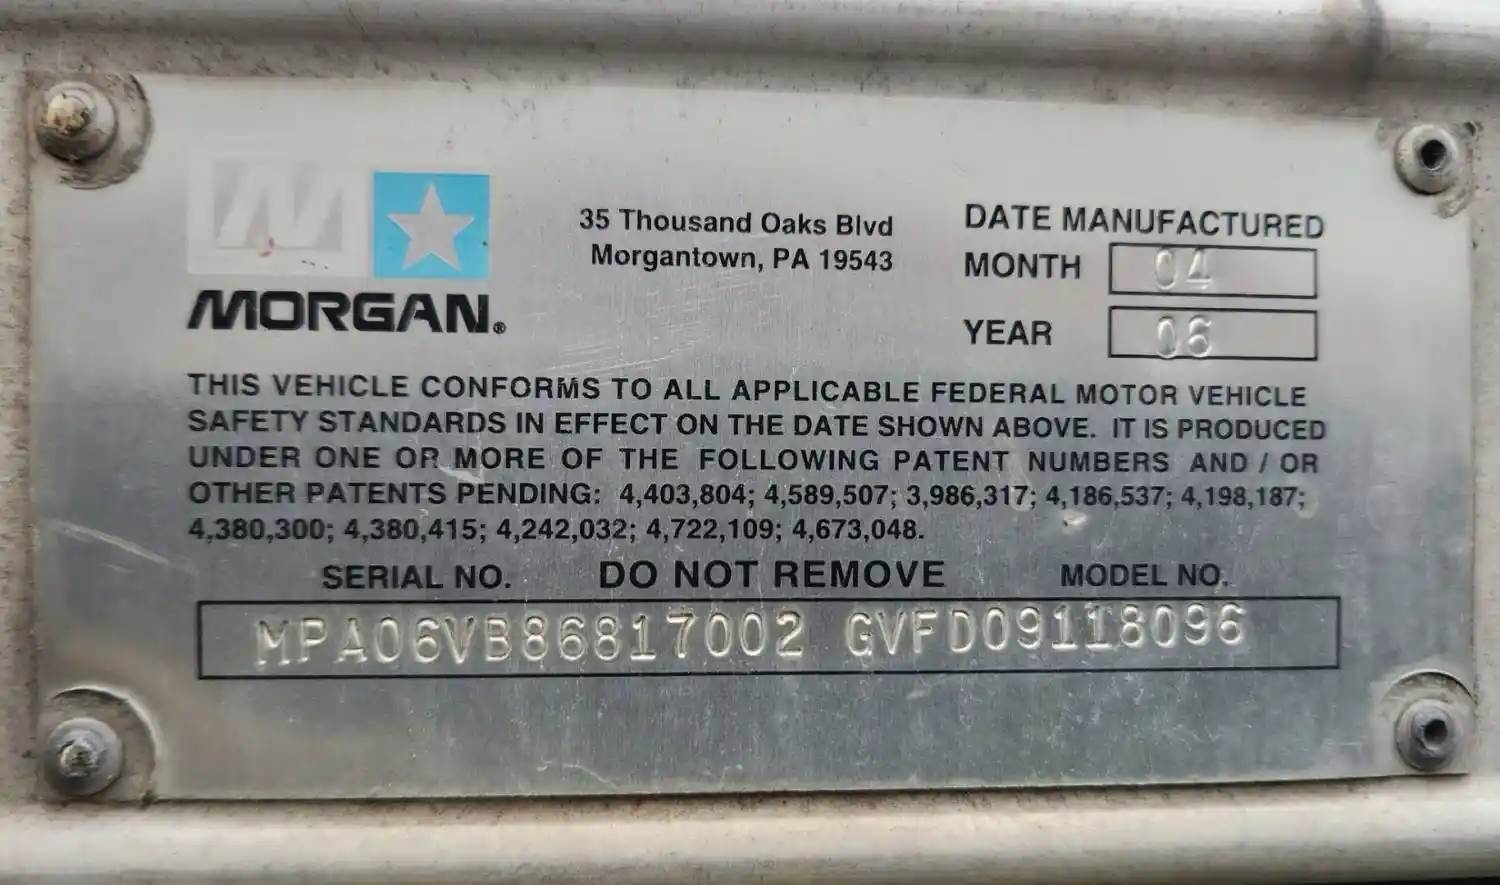 M
MORGAN®
35 Thousand Oaks Blvd
Morgantown, PA 19543
DATE MANUFACTURED
MONTH 04
YEAR 06
THIS VEHICLE CONFORMS TO ALL APPLICABLE FEDERAL MOTOR VEHICLE
SAFETY STANDARDS IN EFFECT ON THE DATE SHOWN ABOVE. IT IS PRODUCED
UNDER ONE OR MORE OF THE FOLLOWING PATENT NUMBERS AND / OR
OTHER PATENTS PENDING: 4,403,804; 4,589,507; 3,986,317; 4,186,537; 4,198,187;
4,380,300; 4,380,415; 4,242,032; 4,722,109; 4,673,048.
SERIAL NO. DO NOT REMOVE MODEL NO.
MPA06VB86817002 GVFD09118096